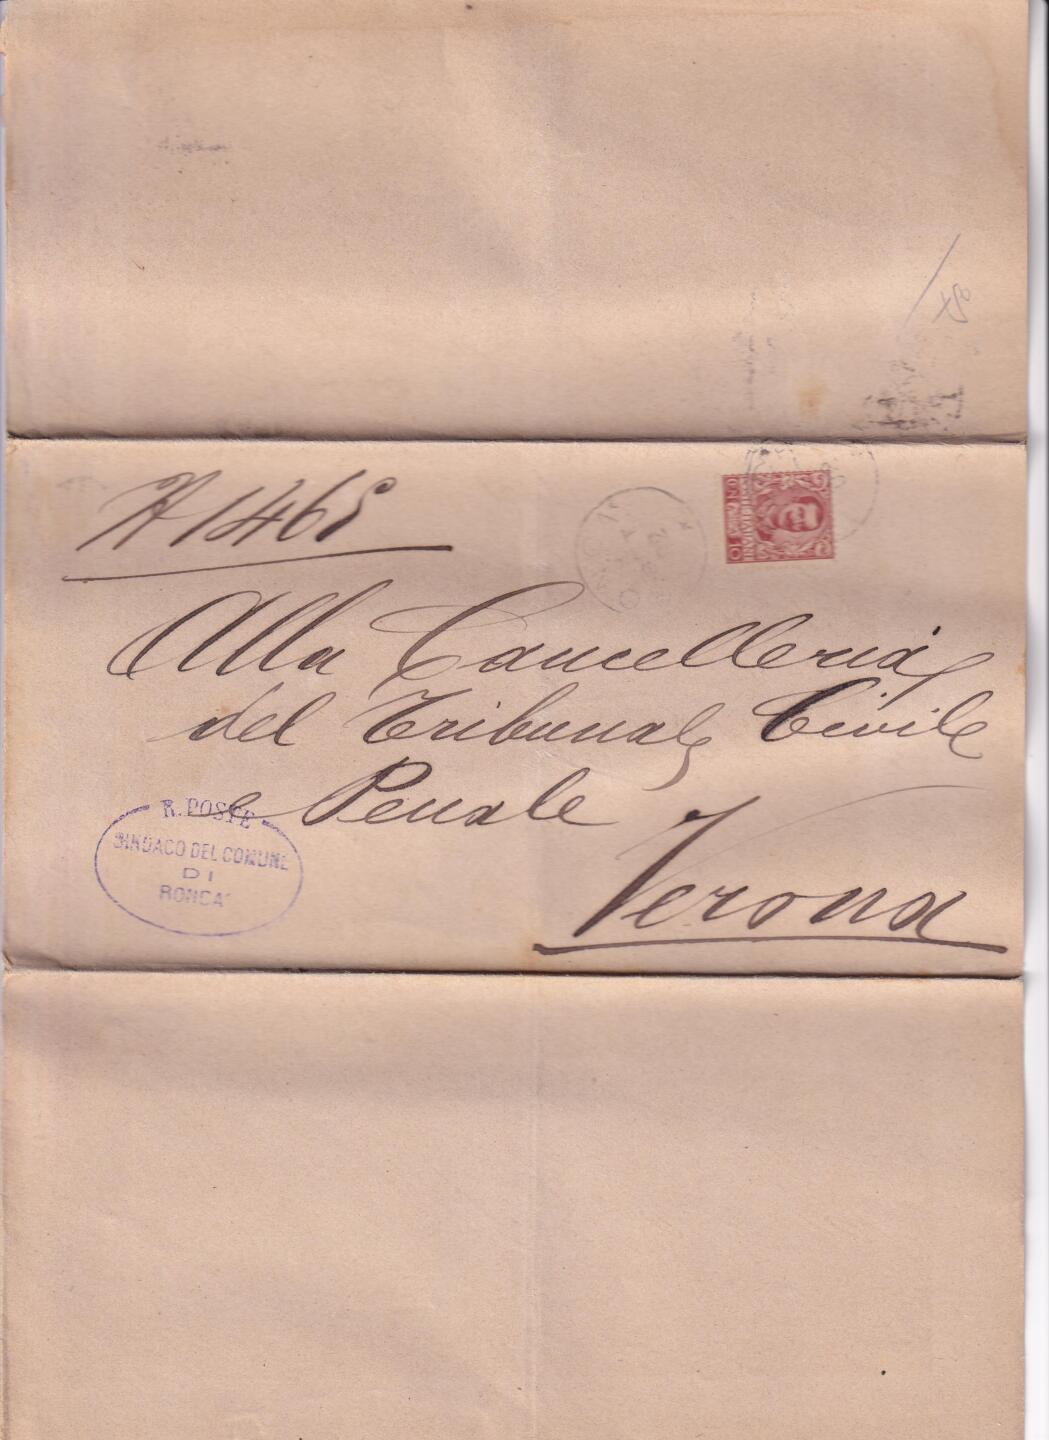 1465
Alla Cancelleria
del Tribunale Civile
e Penale
Verona
R. POSTE
SINDACO DEL COMUNE
DI
RONCA'